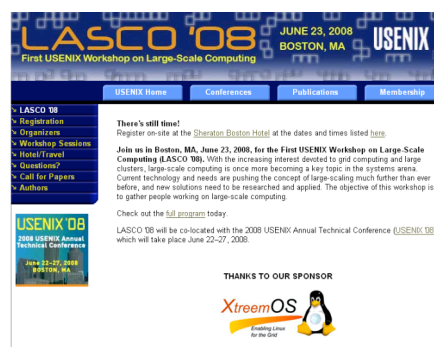 LASCO '08
First USENIX Workshop on Large-Scale Computing
JUNE 23, 2008
BOSTON, MA
USENIX
USENIX Home
Conferences
Publications
Membership
LASCO '08
Registration
Organizers
Workshop Sessions
Hotel/Travel
Questions?
Call for Papers
Authors
USENIX'08
2008 USENIX Annual
Technical Conference
June 22-27, 2008
BOSTON, MA
There's still time!
Register on-site at the Sheraton Boston Hotel at the dates and times listed here.
Join us in Boston, MA, June 23, 2008, for the First USENIX Workshop on Large-Scale
Computing (LASCO '08). With the increasing interest devoted to grid computing and large
clusters, large-scale computing is once more becoming a key topic in the systems arena.
Current technology and needs are pushing the concept of large-scaling much further than ever
before, and new solutions need to be researched and applied. The objective of this workshop is
to gather people working on large-scale computing.
Check out the full program today.
LASCO '08 will be co-located with the 2008 USENIX Annual Technical Conference (USENIX '08
which will take place June 22–27, 2008.
THANKS TO OUR SPONSOR
XtreemOS
Enabling Linux
for the Grid